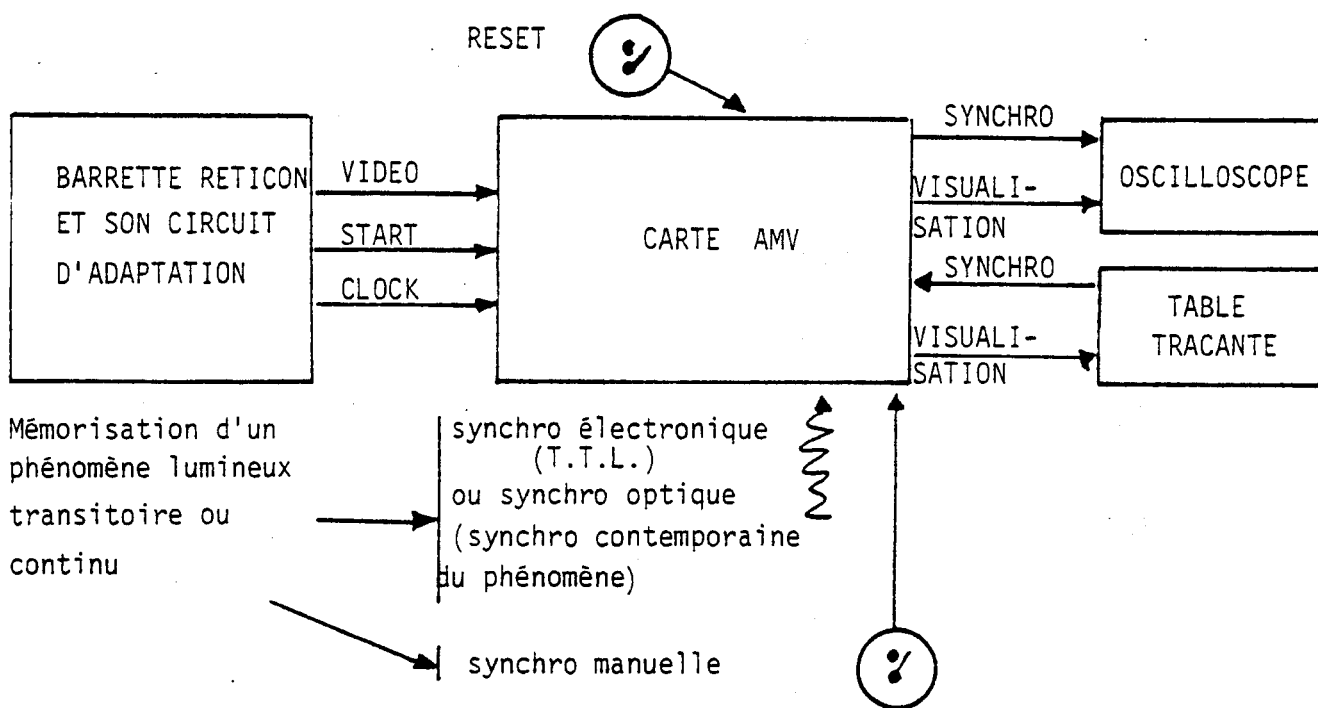 RESET
BARRETTE RETICON
ET SON CIRCUIT
D'ADAPTATION
VIDEO
START
CLOCK
CARTE AMV
SYNCHRO
VISUALI-
SATION
SYNCHRO
VISUALI-
SATION
OSCILLOSCOPE
TABLE
TRACANTE
Mémorisation d'un
phénomène lumineux
transitoire ou
continu
synchro électronique
(T.T.L.)
ou synchro optique
(synchro contemporaine
du phénomène)
synchro manuelle